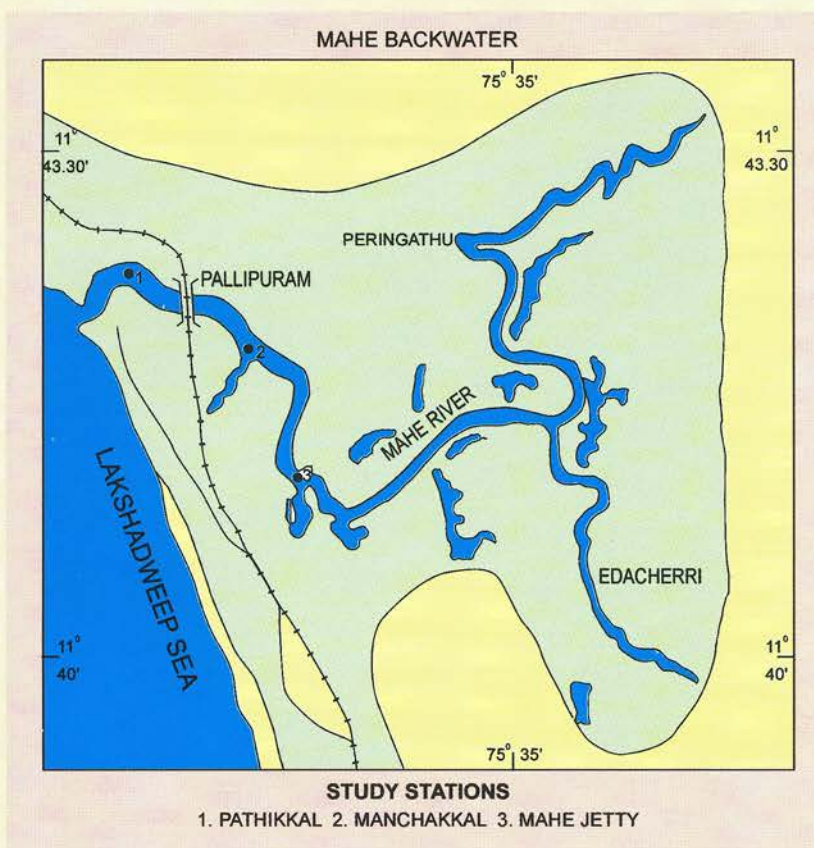 MAHE BACKWATER
75° 35'
11°
43.30'
11°
43.30
PERINGATHU
1
PALLIPURAM
2
MAHE RIVER
3
LAKSHADWEEP SEA
EDACHERRI
11°
40'
11°
40'
75° 35'
STUDY STATIONS
1. PATHIKKAL 2. MANCHAKKAL 3. MAHE JETTY